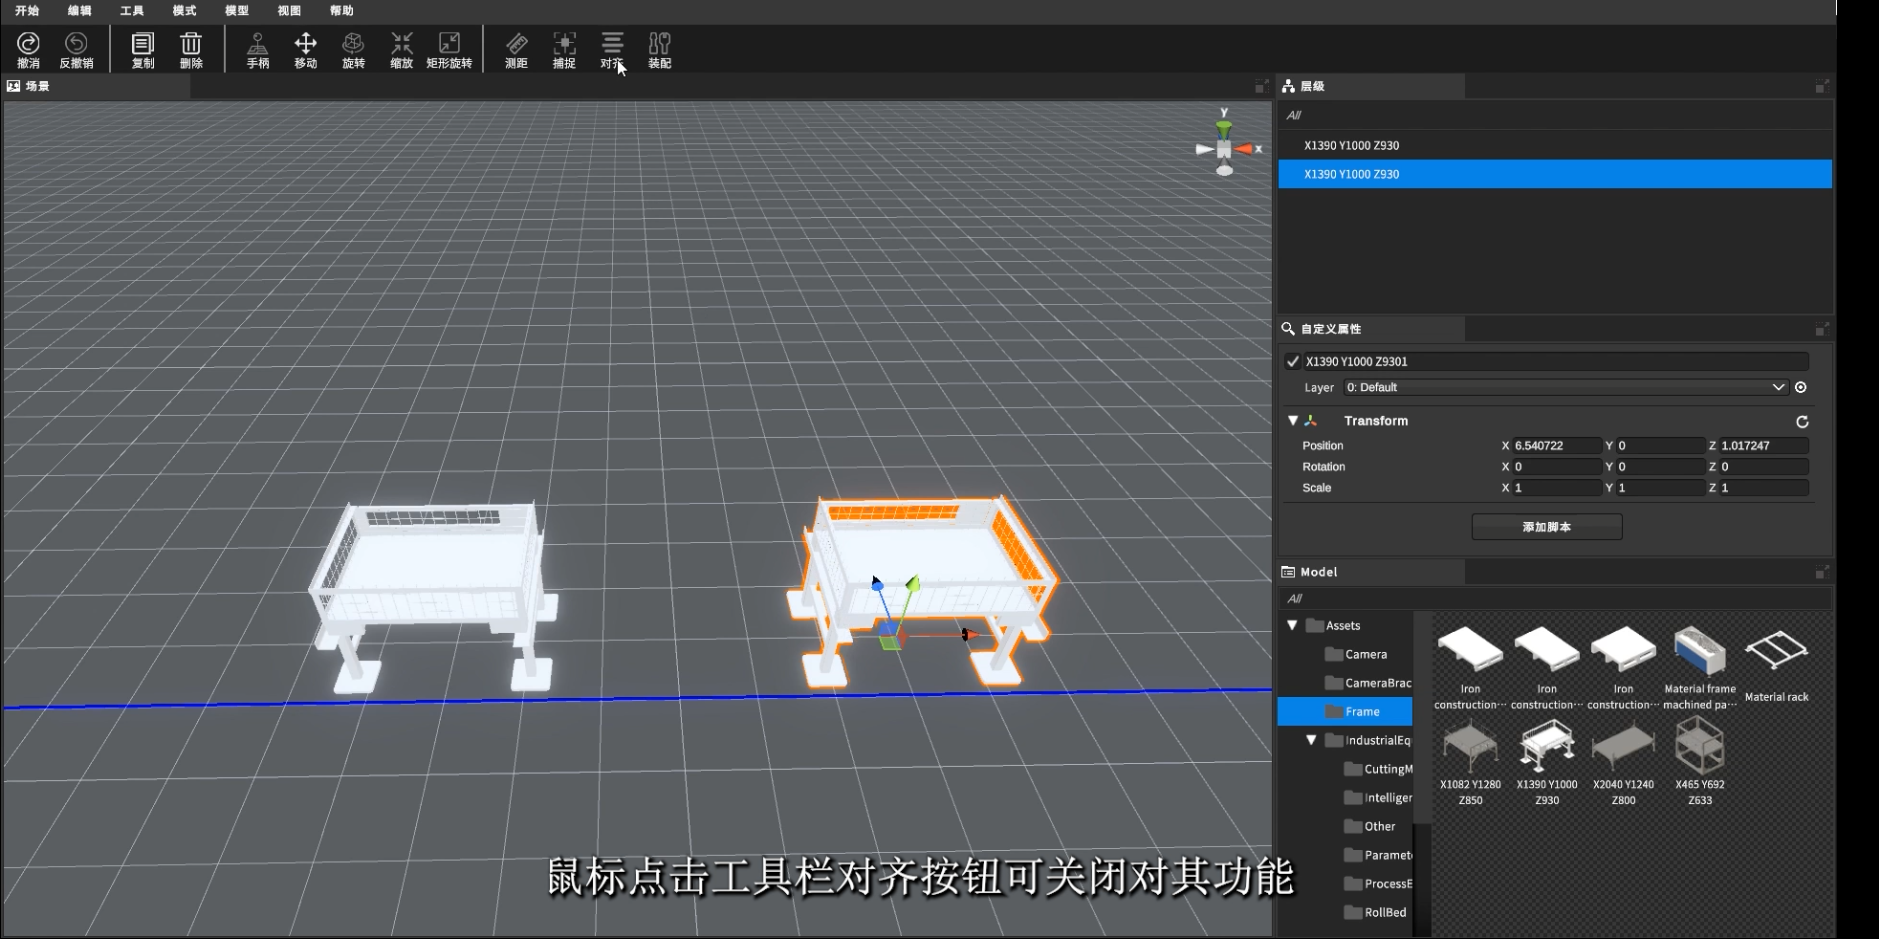 开始 编辑 工具 模式 模型 视图 帮助
撤消 反撤销 复制 删除 手柄 移动 旋转 缩放 矩形旋转 测距 捕捉 对齐 装配
场景
y
x
层级
All
X1390 Y1000 Z930
X1390 Y1000 Z930
自定义属性
X1390 Y1000 Z9301
Layer 0: Default
Transform
Position X 6.540722 Y 0 Z 1.017247
Rotation X 0 Y 0 Z 0
Scale X 1 Y 1 Z 1
添加脚本
Model
All
Assets
Camera
CameraBrac
Frame
IndustrialEq
CuttingM
Intelliger
Other
Paramet
ProcessE
RollBed
Iron
construction···
Iron
construction···
Iron
construction···
Material frame
machined pa···
Material rack
X1082 Y1280
Z850
X1390 Y1000
Z930
X2040 Y1240
Z800
X465 Y692
Z633
鼠标点击工具栏对齐按钮可关闭对其功能